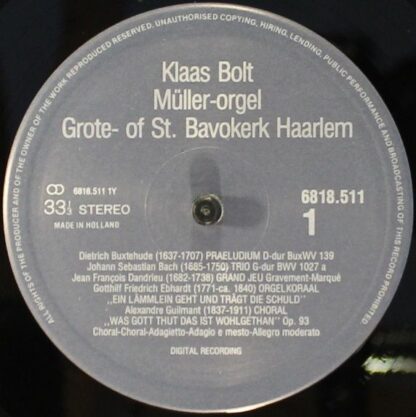 ALL RIGHTS OF THE PRODUCER AND OF THE OWNER OF THE WORK REPRODUCED RESERVED. UNAUTHORISED COPYING, HIRING, LENDING, PUBLIC PERFORMANCE AND BROADCASTING OF THIS RECORD PROHIBITED.
Klaas Bolt
Müller-orgel
Grote- of St. Bavokerk Haarlem
6818.511 1Y
33⅓ STEREO
MADE IN HOLLAND
6818.511
1
Dietrich Buxtehude (1637-1707) PRAELUDIUM D-dur BuxWV 139
Johann Sebastian Bach (1685-1750) TRIO G-dur BWV 1027 a
Jean François Dandrieu (1682-1738) GRAND JEU Gravement-Marqué
Gotthilf Friedrich Ebhardt (1771-ca. 1840) ORGELKORAAL
„EIN LÄMMLEIN GEHT UND TRÄGT DIE SCHULD"
Alexandre Guilmant (1837-1911) CHORAL
„WAS GOTT THUT DAS IST WOHLGETHAN" Op. 93
Choral-Choral-Adagietto-Adagio e mesto-Allegro moderato
DIGITAL RECORDING